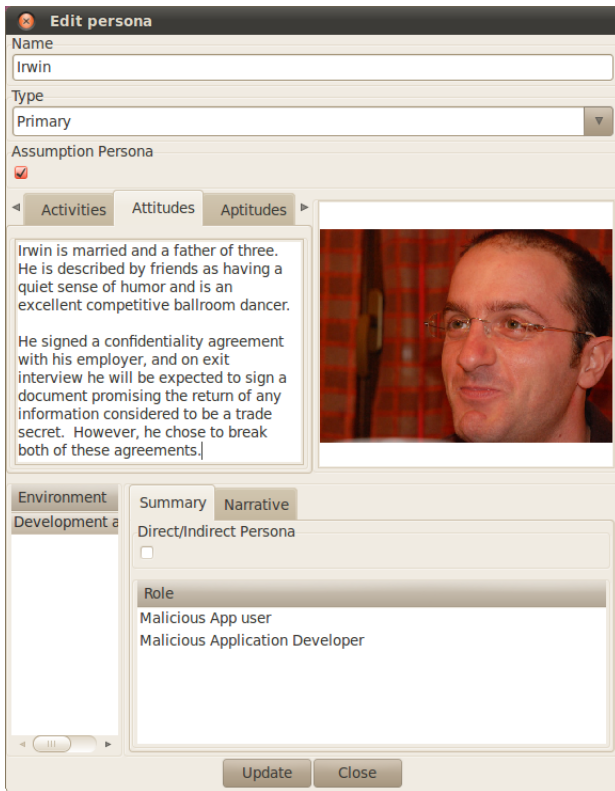 Edit persona
Name
Irwin
Type
Primary
Assumption Persona
Activities Attitudes Aptitudes
Irwin is married and a father of three.
He is described by friends as having a
quiet sense of humor and is an
excellent competitive ballroom dancer.
He signed a confidentiality agreement
with his employer, and on exit
interview he will be expected to sign a
document promising the return of any
information considered to be a trade
secret. However, he chose to break
both of these agreements.
Environment
Development a
Summary Narrative
Direct/Indirect Persona
Role
Malicious App user
Malicious Application Developer
Update Close